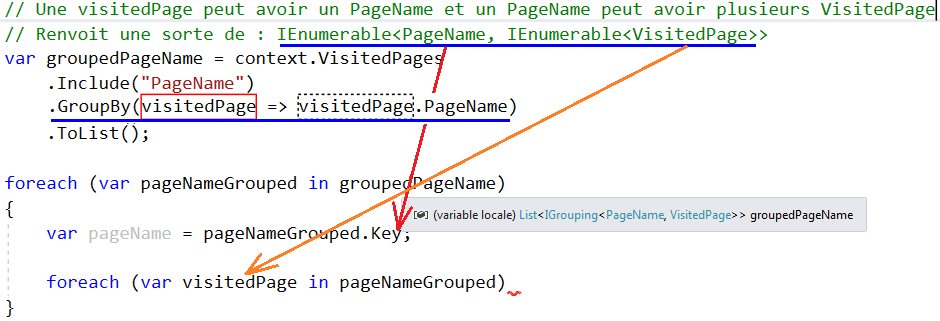 // Une visitedPage peut avoir un PageName et un PageName peut avoir plusieurs VisitedPage
// Renvoit une sorte de : IEnumerable<PageName, IEnumerable<VisitedPage>>
var groupedPageName = context.VisitedPages
.Include("PageName")
.GroupBy(visitedPage => visitedPage.PageName)
.ToList();
foreach (var pageNameGrouped in groupedPageName)
{
(variable locale) List<IGrouping<PageName, VisitedPage>> groupedPageName
var pageName = pageNameGrouped.Key;
foreach (var visitedPage in pageNameGrouped)
}